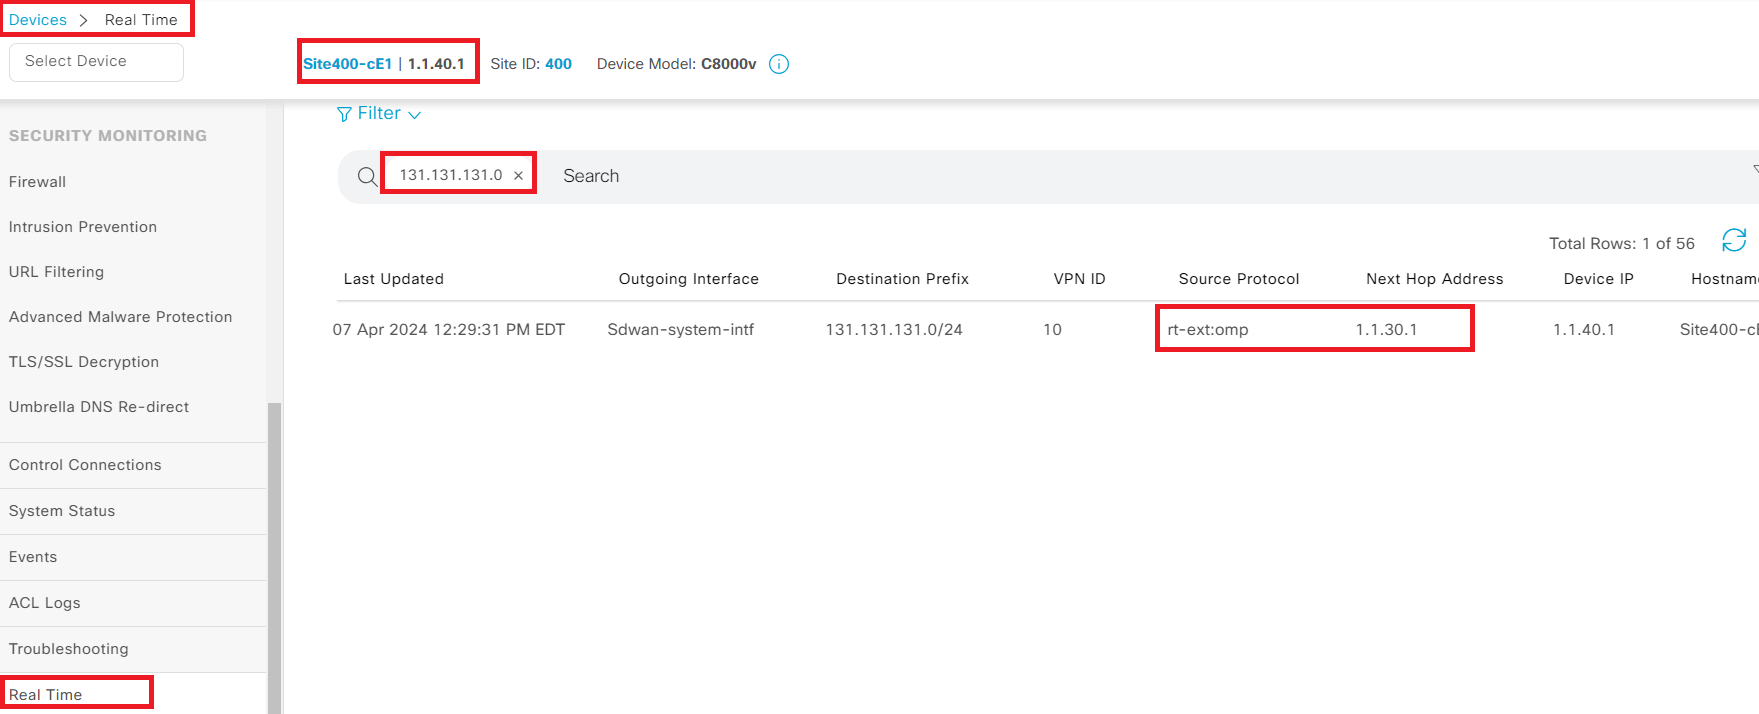 Devices > Real Time
Select Device
Site400-cE1 | 1.1.40.1 Site ID: 400 Device Model: C8000v
SECURITY MONITORING
Firewall
Intrusion Prevention
URL Filtering
Advanced Malware Protection
TLS/SSL Decryption
Umbrella DNS Re-direct
Control Connections
System Status
Events
ACL Logs
Troubleshooting
Real Time
Filter
131.131.131.0 × Search
Total Rows: 1 of 56
Last Updated Outgoing Interface Destination Prefix VPN ID Source Protocol Next Hop Address Device IP Hostname
07 Apr 2024 12:29:31 PM EDT Sdwan-system-intf 131.131.131.0/24 10 rt-ext:omp 1.1.30.1 1.1.40.1 Site400-cE